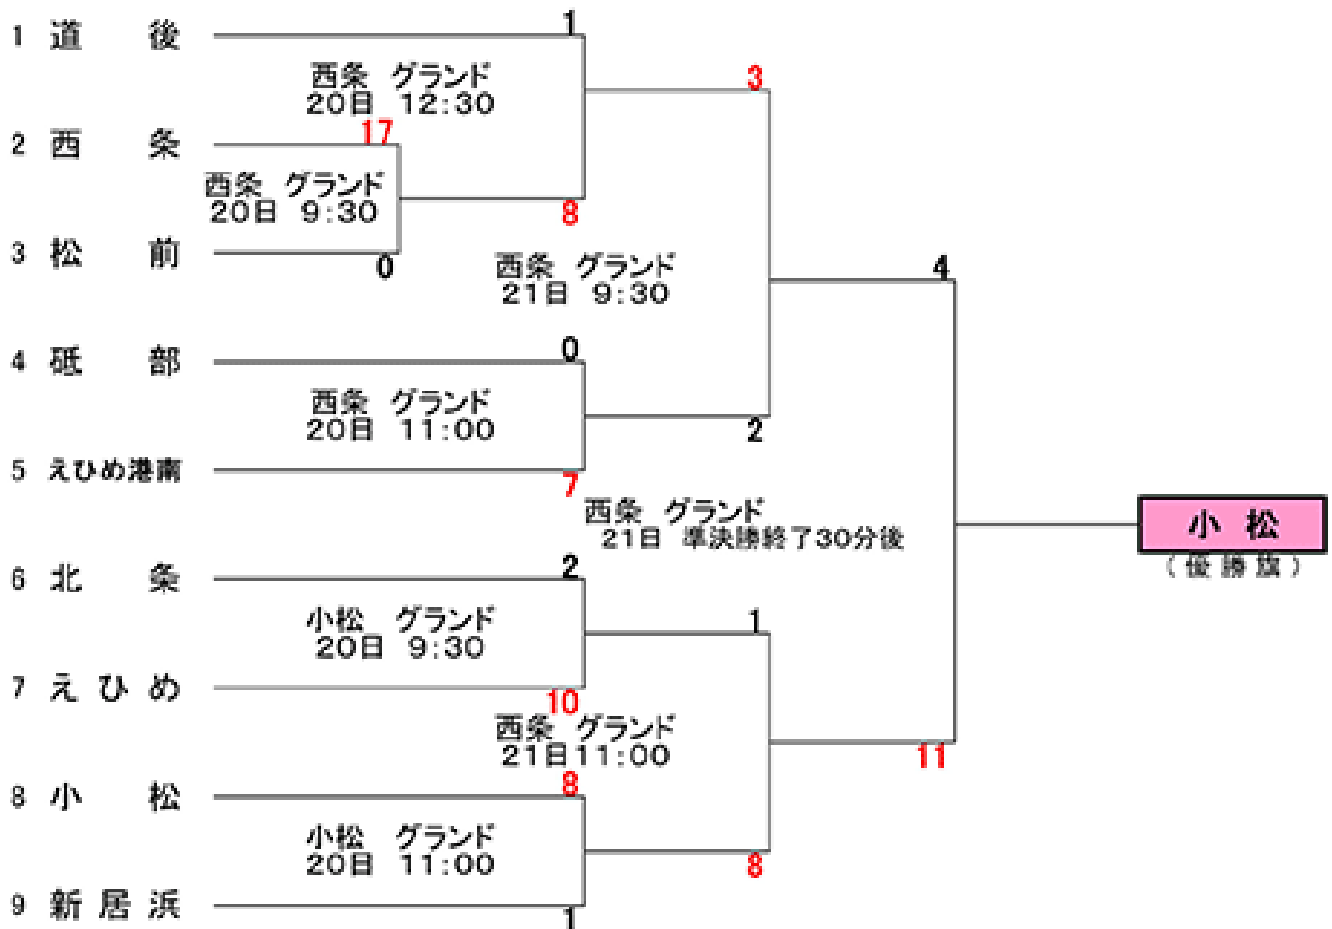 1 道 後
1
西条 グランド
20日 12:30
3
17
2 西 条
西条 グランド
20日 9:30
8
3 松 前
0
西条 グランド
21日 9:30
4
0
4 砥 部
西条 グランド
20日 11:00
2
5 えひめ港南
7
西条 グランド
21日 準決勝終了30分後
小 松
(優勝旗)
2
6 北 条
小松 グランド
20日 9:30
1
7 えひめ
10
西条 グランド
21日11:00
11
8
8 小 松
小松 グランド
20日 11:00
8
9 新居浜
1